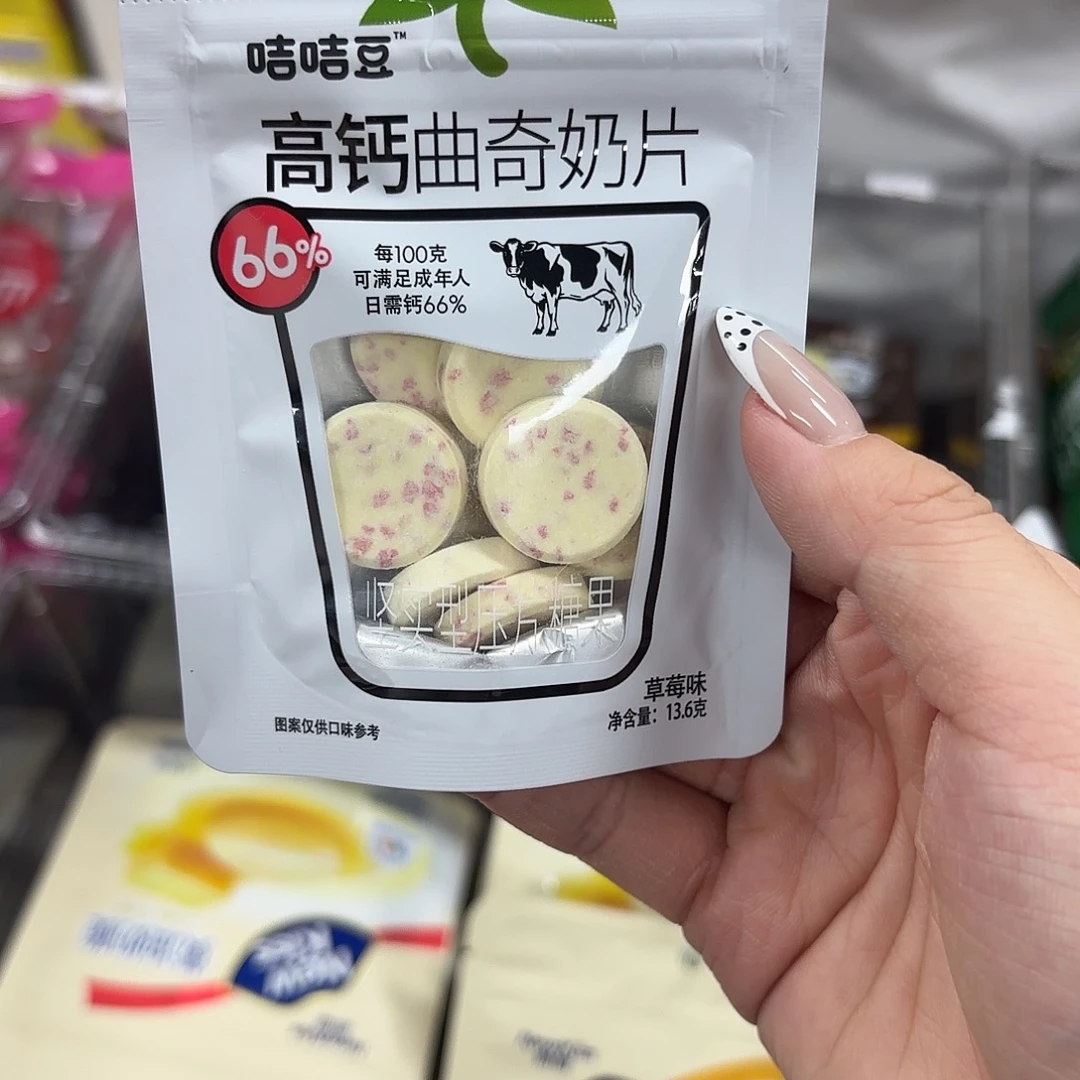 咭咭豆™
高钙曲奇奶片
66%
每100克
可满足成年人
日需钙66%
坚实型压片糖果
草莓味
净含量：13.6克
图案仅供口味参考
New
Kiss